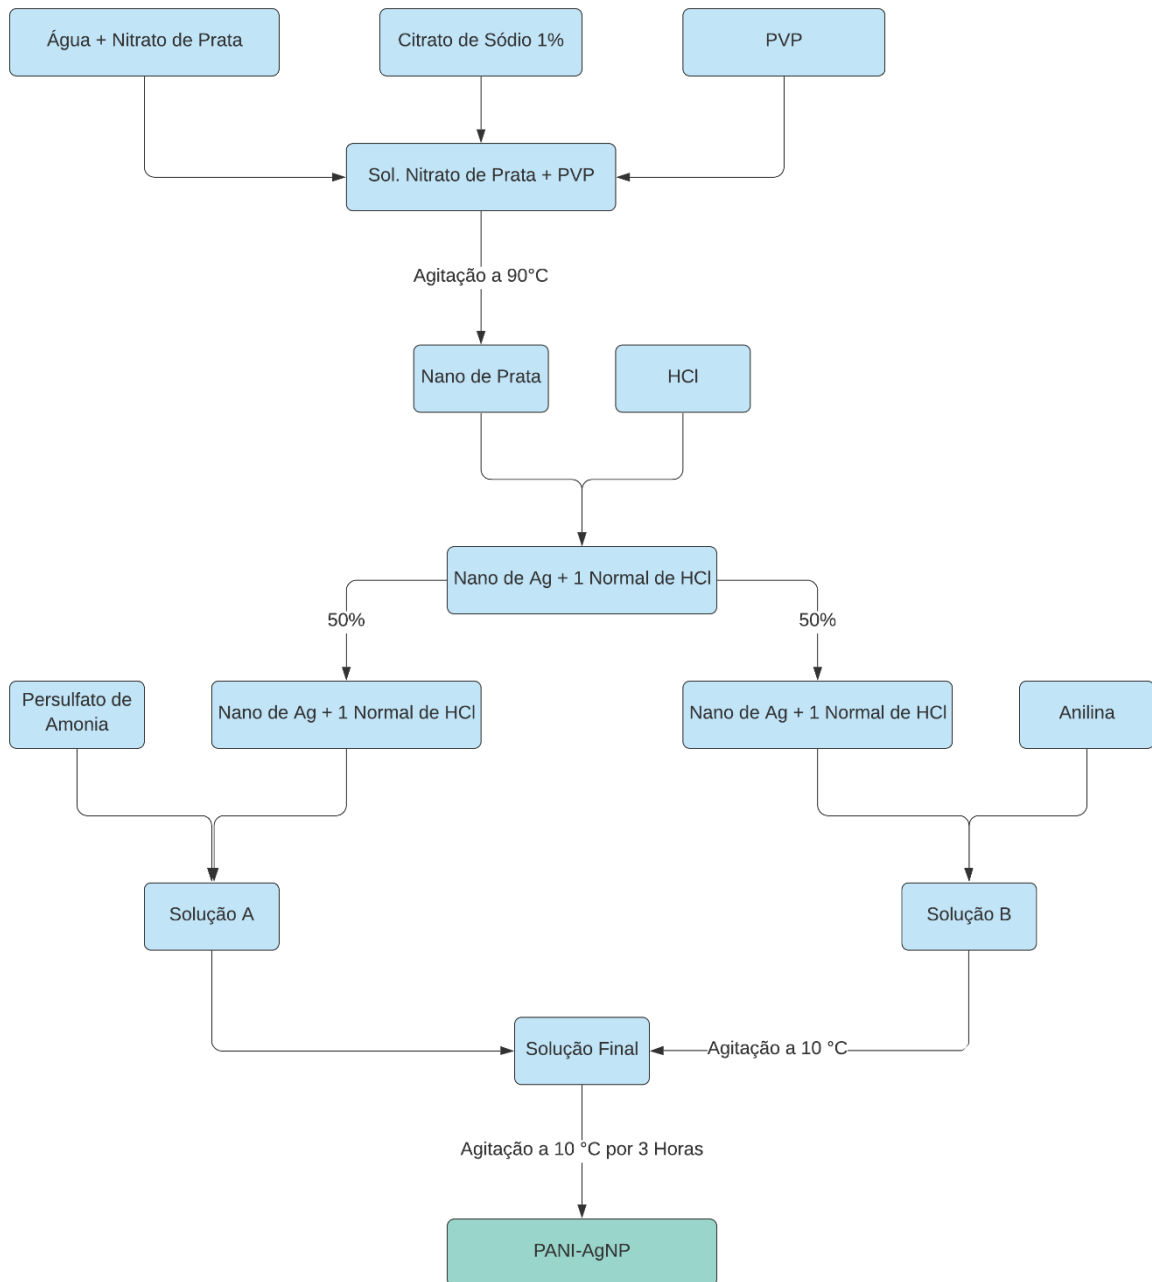 Água + Nitrato de Prata
Citrato de Sódio 1%
PVP
Sol. Nitrato de Prata + PVP
Agitação a 90°C
Nano de Prata
HCl
Nano de Ag + 1 Normal de HCl
50%
50%
Persulfato de
Amonia
Nano de Ag + 1 Normal de HCl
Nano de Ag + 1 Normal de HCl
Anilina
Solução A
Solução B
Solução Final
Agitação a 10 °C
Agitação a 10 °C por 3 Horas
PANI-AgNP